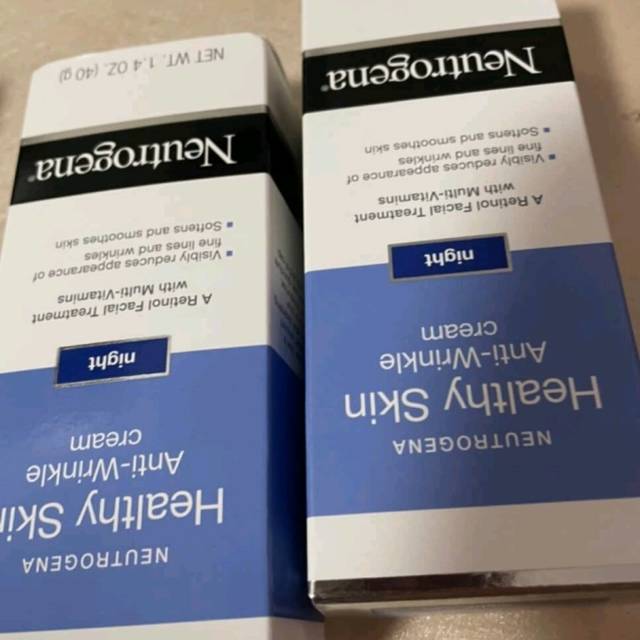 NEUTROGENA
Healthy Skin
Anti-Wrinkle
cream
night
A Retinol Facial Treatment
with Multi-Vitamins
▪ Visibly reduces appearance of
fine lines and wrinkles
▪ Softens and smoothes skin
Neutrogena®
NEUTROGENA
Healthy Skin
Anti-Wrinkle
cream
night
A Retinol Facial Treatment
with Multi-Vitamins
▪ Visibly reduces appearance of
fine lines and wrinkles
▪ Softens and smoothes skin
Neutrogena®
NET WT. 1.4 OZ. (40 g)